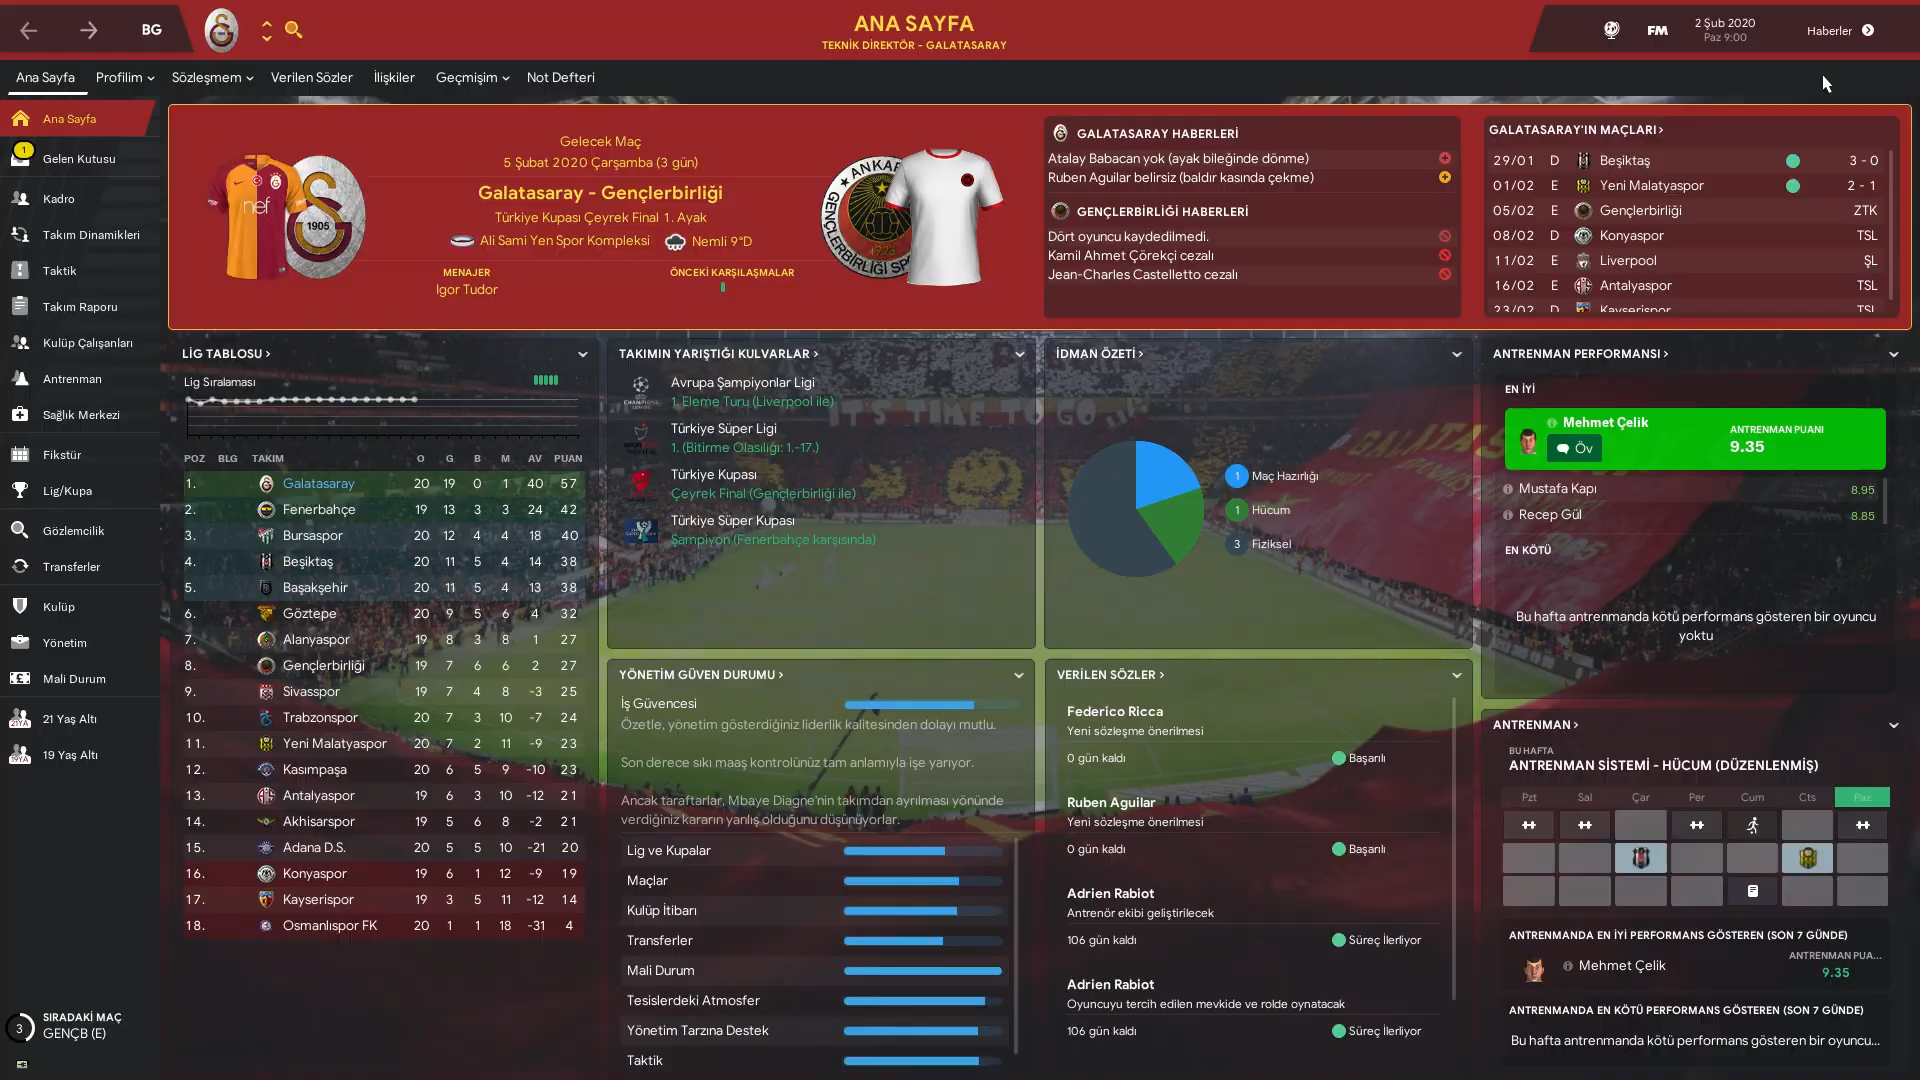 BG
ANA SAYFA
TEKNİK DİREKTÖR - GALATASARAY
FM
2 Şub 2020
Paz 9:00
Haberler
Ana Sayfa
Profilim
Sözleşmem
Verilen Sözler
İlişkiler
Geçmişim
Not Defteri
Ana Sayfa
1
Gelen Kutusu
Kadro
Takım Dinamikleri
Taktik
Takım Raporu
Kulüp Çalışanları
Antrenman
Sağlık Merkezi
Fikstür
Lig/Kupa
Gözlemcilik
Transferler
Kulüp
Yönetim
Mali Durum
21YA
21 Yaş Altı
19YA
19 Yaş Altı
3
SIRADAKİ MAÇ
GENÇB (E)
Gelecek Maç
5 Şubat 2020 Çarşamba (3 gün)
Galatasaray - Gençlerbirliği
Türkiye Kupası Çeyrek Final 1. Ayak
Ali Sami Yen Spor Kompleksi
Nemli 9°D
MENAJER
Igor Tudor
ÖNCEKİ KARŞILAŞMALAR
nef
1905
GALATASARAY HABERLERİ
Atalay Babacan yok (ayak bileğinde dönme)
Ruben Aguilar belirsiz (baldır kasında çekme)
GENÇLERBİRLİĞİ HABERLERİ
Dört oyuncu kaydedilmedi.
Kamil Ahmet Çörekçi cezalı
Jean-Charles Castelletto cezalı
GALATASARAY'IN MAÇLARI>
29/01 D Beşiktaş 3 - 0
01/02 E Yeni Malatyaspor 2 - 1
05/02 E Gençlerbirliği ZTK
08/02 D Konyaspor TSL
11/02 E Liverpool ŞL
16/02 E Antalyaspor TSL
23/02 D Kayserispor TSL
LİG TABLOSU>
Lig Sıralaması
POZ BLG TAKIM O G B M AV PUAN
1. Galatasaray 20 19 0 1 40 57
2. Fenerbahçe 19 13 3 3 24 42
3. Bursaspor 20 12 4 4 18 40
4. Beşiktaş 20 11 5 4 14 38
5. Başakşehir 20 11 5 4 13 38
6. Göztepe 20 9 5 6 4 32
7. Alanyaspor 19 8 3 8 1 27
8. Gençlerbirliği 19 7 6 6 2 27
9. Sivasspor 19 7 4 8 -3 25
10. Trabzonspor 20 7 3 10 -7 24
11. Yeni Malatyaspor 20 7 2 11 -9 23
12. Kasımpaşa 20 6 5 9 -10 23
13. Antalyaspor 19 6 3 10 -12 21
14. Akhisarspor 19 5 6 8 -2 21
15. Adana D.S. 20 5 5 10 -21 20
16. Konyaspor 19 6 1 12 -9 19
17. Kayserispor 19 3 5 11 -12 14
18. Osmanlıspor FK 20 1 1 18 -31 4
TAKIMIN YARIŞTIĞI KULVARLAR>
Avrupa Şampiyonlar Ligi
1. Eleme Turu (Liverpool ile)
Türkiye Süper Ligi
1. (Bitirme Olasılığı: 1.-17.)
Türkiye Kupası
Çeyrek Final (Gençlerbirliği ile)
Türkiye Süper Kupası
Şampiyon (Fenerbahçe karşısında)
İDMAN ÖZETİ>
1 Maç Hazırlığı
1 Hücum
3 Fiziksel
ANTRENMAN PERFORMANSI>
EN İYİ
Mehmet Çelik
Öv
ANTRENMAN PUANI
9.35
Mustafa Kapı 8.95
Recep Gül 8.85
EN KÖTÜ
Bu hafta antrenmanda kötü performans gösteren bir oyuncu
yoktu
YÖNETİM GÜVEN DURUMU>
İş Güvencesi
Özetle, yönetim gösterdiğiniz liderlik kalitesinden dolayı mutlu.
Son derece sıkı maaş kontrolünüz tam anlamıyla işe yarıyor.
Ancak taraftarlar, Mbaye Diagne'nin takımdan ayrılması yönünde
verdiğiniz kararın yanlış olduğunu düşünüyorlar.
Lig ve Kupalar
Maçlar
Kulüp İtibarı
Transferler
Mali Durum
Tesislerdeki Atmosfer
Yönetim Tarzına Destek
Taktik
VERİLEN SÖZLER>
Federico Ricca
Yeni sözleşme önerilmesi
0 gün kaldı Başarılı
Ruben Aguilar
Yeni sözleşme önerilmesi
0 gün kaldı Başarılı
Adrien Rabiot
Antrenör ekibi geliştirilecek
106 gün kaldı Süreç İlerliyor
Adrien Rabiot
Oyuncuyu tercih edilen mevkide ve rolde oynatacak
106 gün kaldı Süreç İlerliyor
ANTRENMAN>
BU HAFTA
ANTRENMAN SİSTEMİ - HÜCUM (DÜZENLENMİŞ)
Pzt Sal Çar Per Cum Cts Paz
ANTRENMANDA EN İYİ PERFORMANS GÖSTEREN (SON 7 GÜNDE)
Mehmet Çelik
ANTRENMAN PUA...
9.35
ANTRENMANDA EN KÖTÜ PERFORMANS GÖSTEREN (SON 7 GÜNDE)
Bu hafta antrenmanda kötü performans gösteren bir oyuncu...